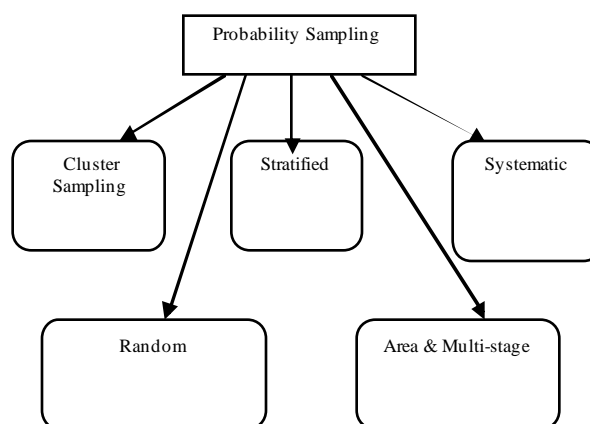 Probability Sampling
Cluster
Sampling
Stratified
Systematic
Random
Area & Multi-stage